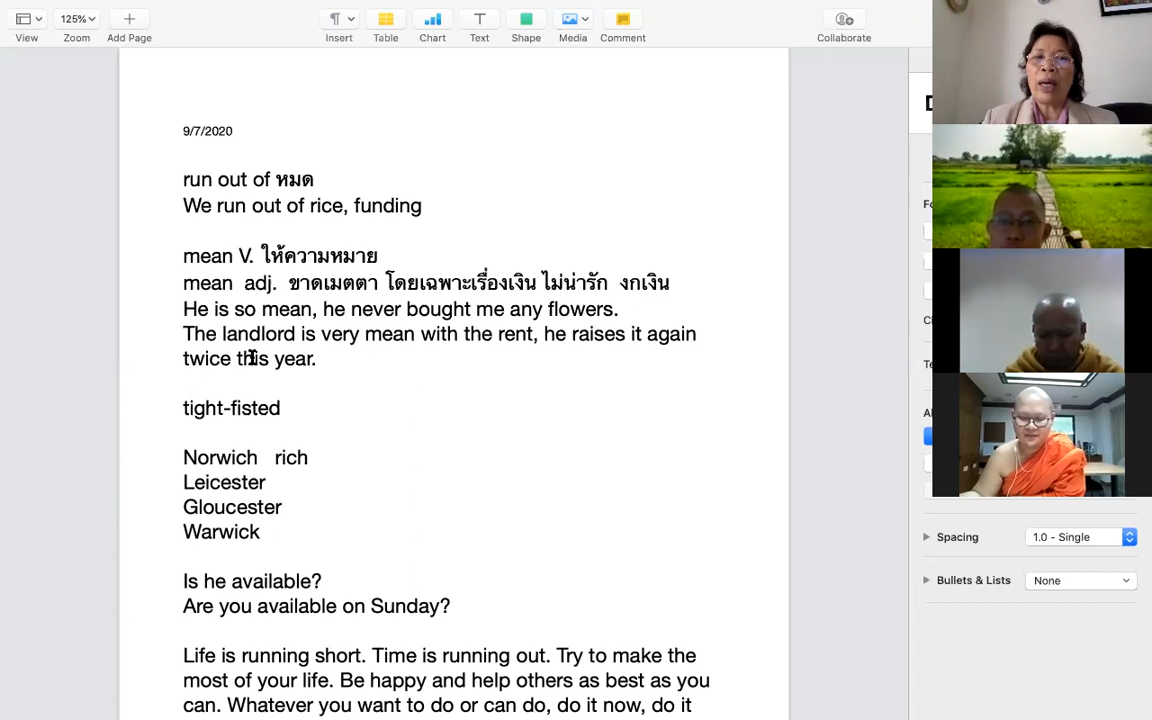 125%
View
Zoom
Add Page
Insert
Table
Chart
Text
Shape
Media
Comment
Collaborate
9/7/2020
run out of หมด
We run out of rice, funding
mean V. ให้ความหมาย
mean adj. ขาดเมตตา โดยเฉพาะเรื่องเงิน ไม่น่ารัก งกเงิน
He is so mean, he never bought me any flowers.
The landlord is very mean with the rent, he raises it again
twice this year.
tight-fisted
Norwich rich
Leicester
Gloucester
Warwick
Is he available?
Are you available on Sunday?
Life is running short. Time is running out. Try to make the
most of your life. Be happy and help others as best as you
can. Whatever you want to do or can do, do it now, do it
Spacing
1.0 - Single
Bullets & Lists
None